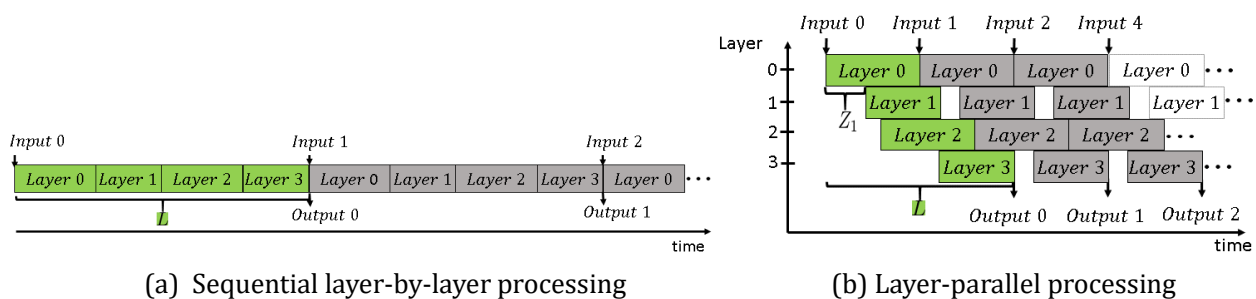 Input 0 Input 1 Input 2
Layer 0 Layer 1 Layer 2 Layer 3 Layer 0 Layer 1 Layer 2 Layer 3 Layer 0 •••
L Output 0 Output 1
time
(a) Sequential layer-by-layer processing
Input 0 Input 1 Input 2 Input 4
Layer
0 Layer 0 Layer 0 Layer 0 Layer 0 •••
1 Layer 1 Layer 1 Layer 1 Layer 1 •••
Z1
2 Layer 2 Layer 2 Layer 2 •••
3 Layer 3 Layer 3 Layer 3 •••
L Output 0 Output 1 Output 2
time
(b) Layer-parallel processing